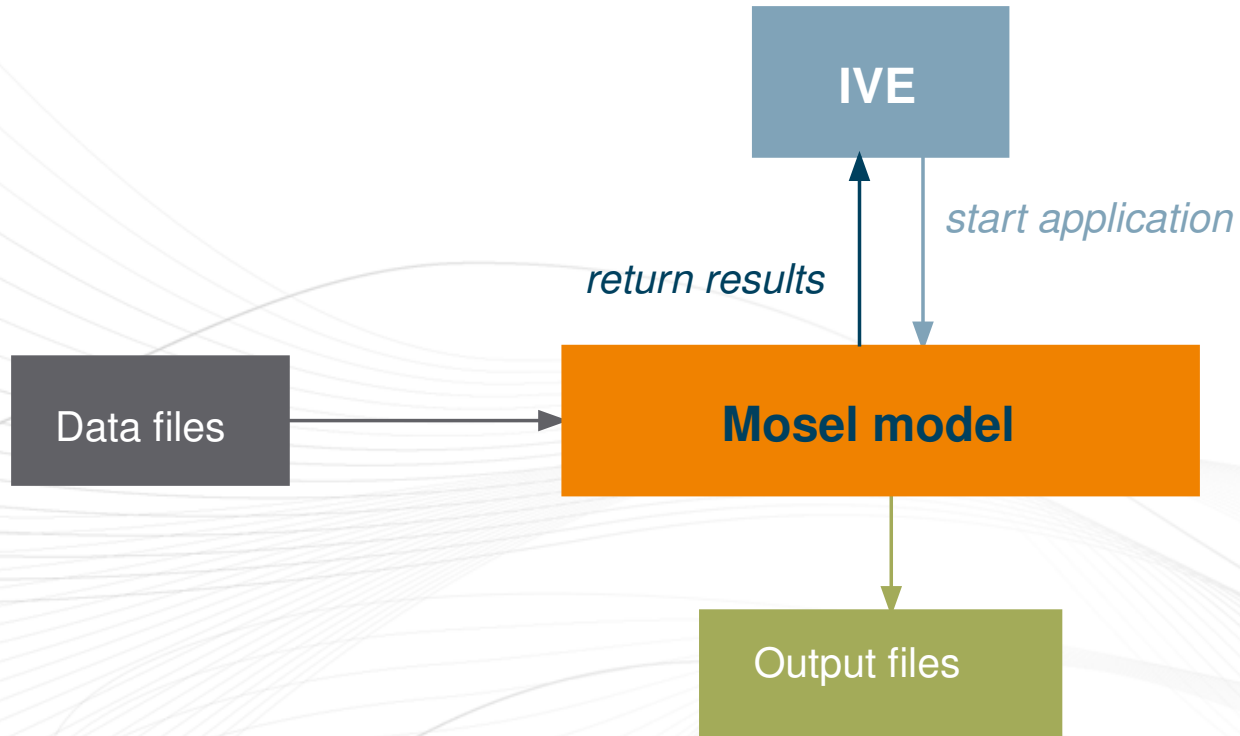 IVE
start application
return results
Data files
Mosel model
Output files